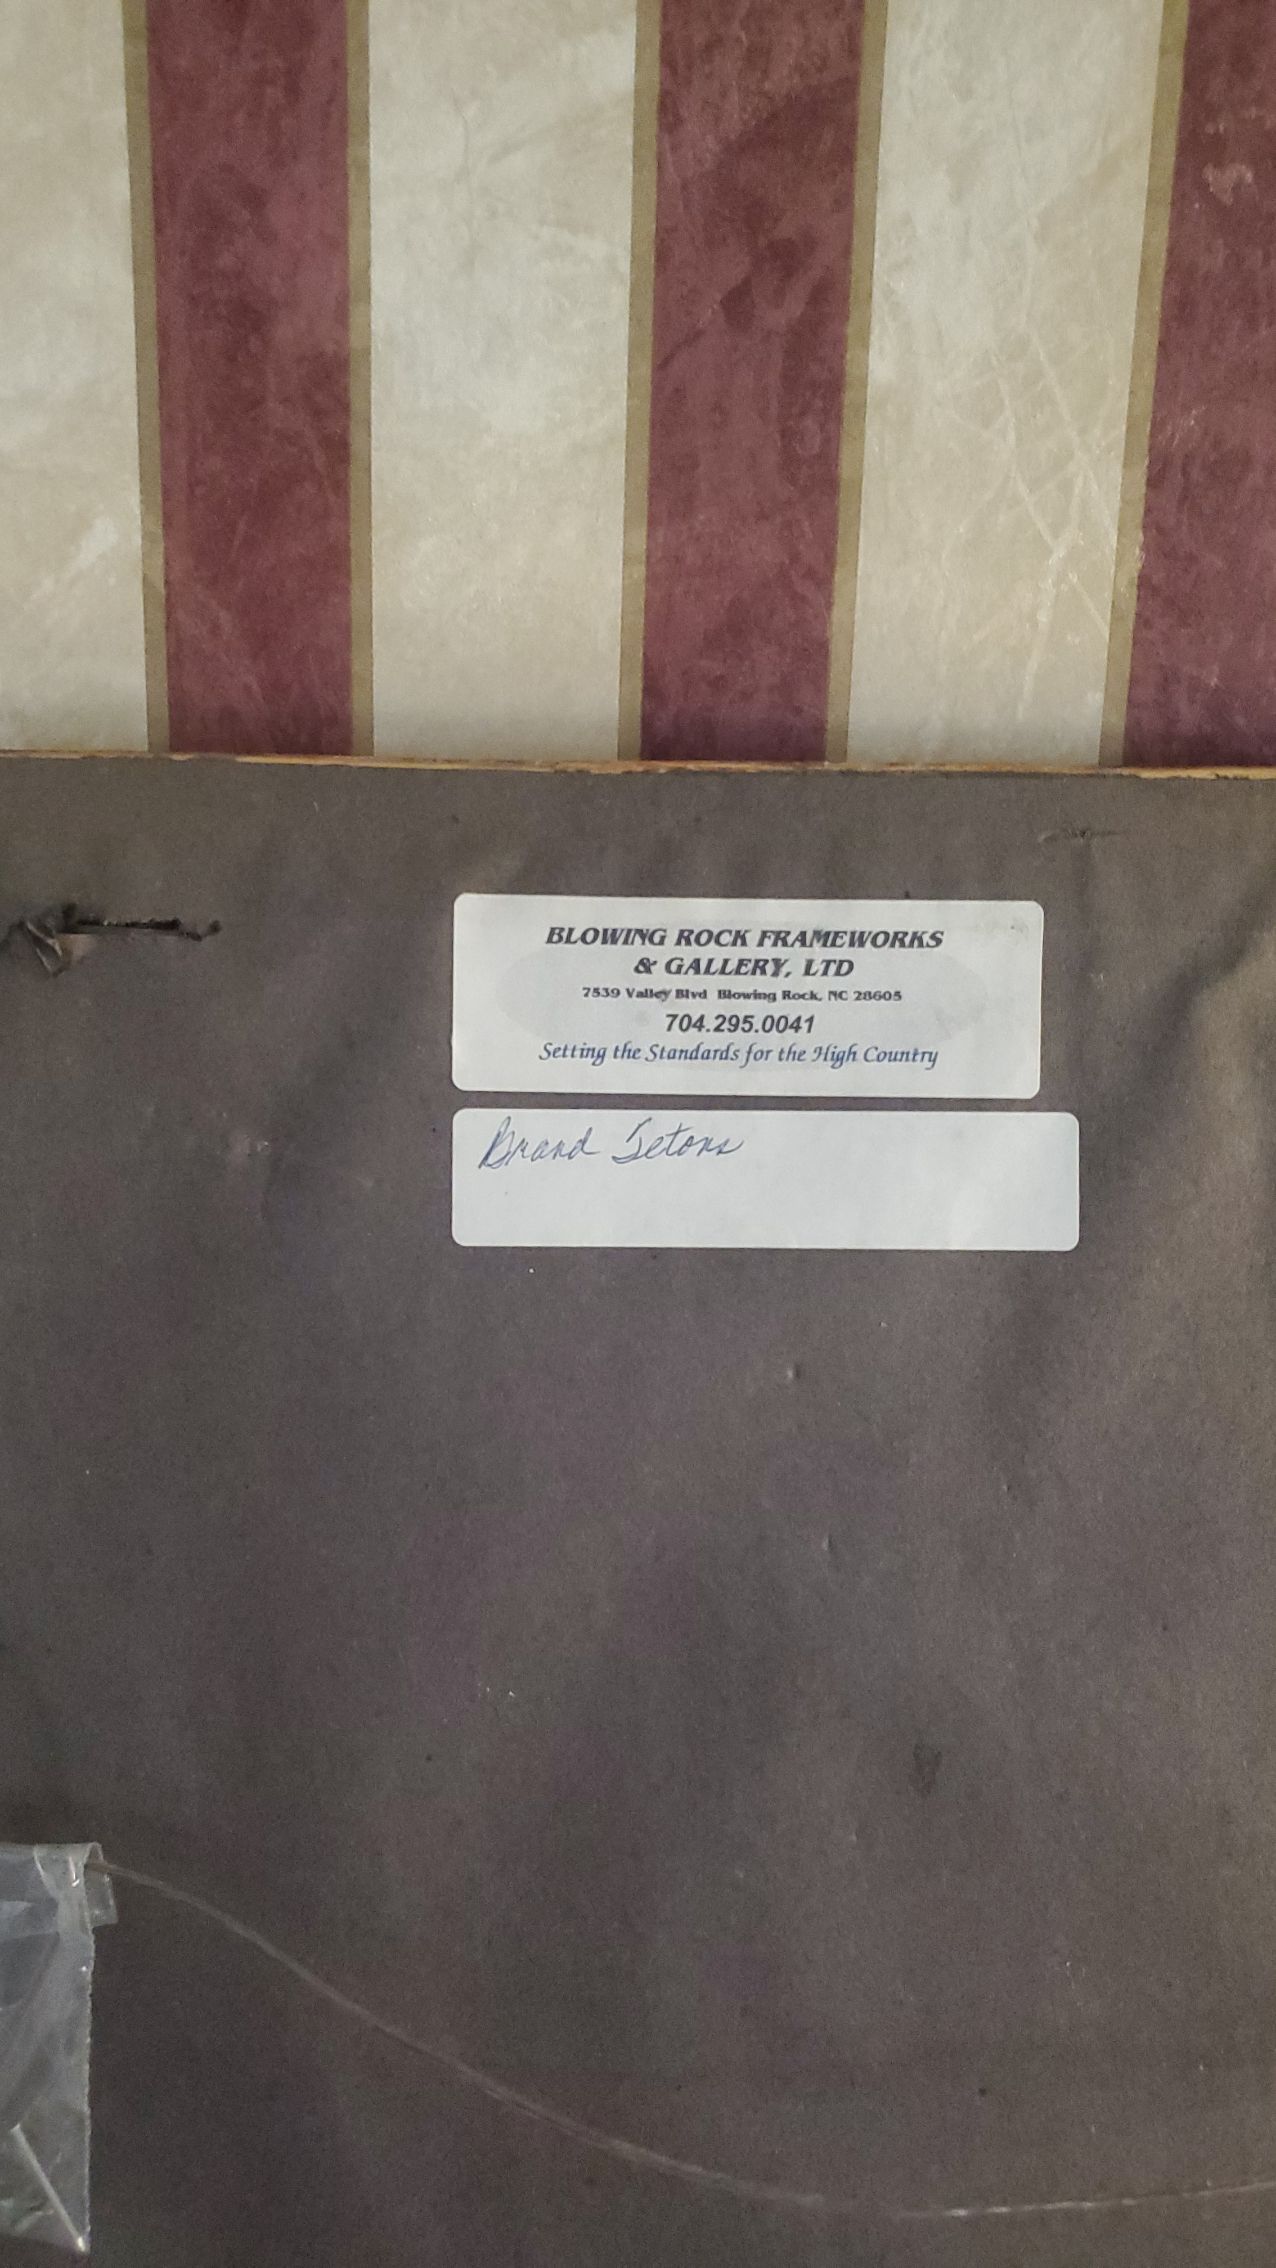 BLOWING ROCK FRAMEWORKS
& GALLERY, LTD
7539 Valley Blvd Blowing Rock, NC 28605
704.295.0041
Setting the Standards for the High Country
Grand Tetons